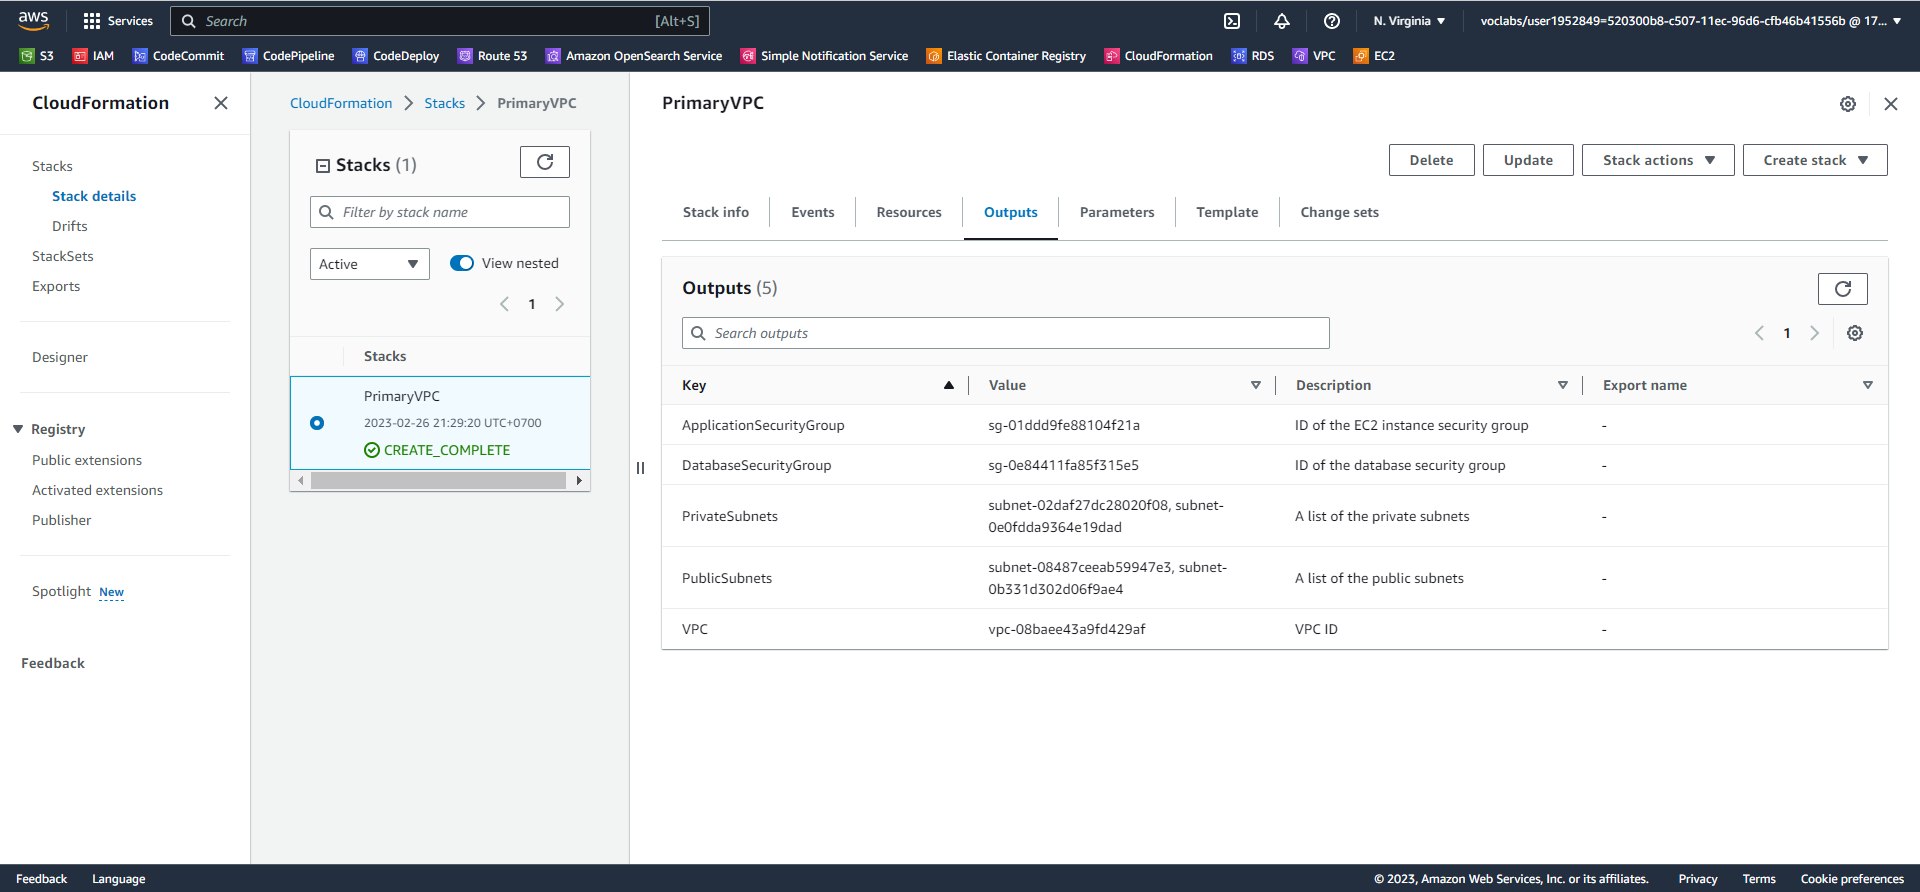 aws
Services
Search
[Alt+S]
N. Virginia
voclabs/user1952849=520300b8-c507-11ec-96d6-cfb46b41556b @ 17...
S3
IAM
CodeCommit
CodePipeline
CodeDeploy
Route 53
Amazon OpenSearch Service
Simple Notification Service
Elastic Container Registry
CloudFormation
RDS
VPC
EC2
CloudFormation
Stacks
Stack details
Drifts
StackSets
Exports
Designer
Registry
Public extensions
Activated extensions
Publisher
Spotlight New
Feedback
CloudFormation
Stacks
PrimaryVPC
Stacks (1)
Filter by stack name
Active
View nested
1
Stacks
PrimaryVPC
2023-02-26 21:29:20 UTC+0700
CREATE_COMPLETE
PrimaryVPC
Delete
Update
Stack actions
Create stack
Stack info
Events
Resources
Outputs
Parameters
Template
Change sets
Outputs (5)
Search outputs
1
Key
Value
Description
Export name
ApplicationSecurityGroup
sg-01ddd9fe88104f21a
ID of the EC2 instance security group
-
DatabaseSecurityGroup
sg-0e84411fa85f315e5
ID of the database security group
-
PrivateSubnets
subnet-02daf27dc28020f08, subnet-
0e0fdda9364e19dad
A list of the private subnets
-
PublicSubnets
subnet-08487ceeab59947e3, subnet-
0b331d302d06f9ae4
A list of the public subnets
-
VPC
vpc-08baee43a9fd429af
VPC ID
-
Feedback
Language
© 2023, Amazon Web Services, Inc. or its affiliates.
Privacy
Terms
Cookie preferences